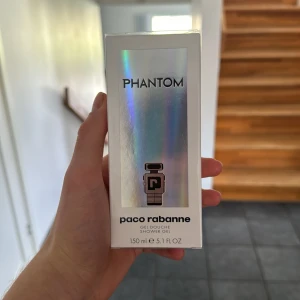 PHANTOM
paco rabanne
GEL DOUCHE
SHOWER GEL
150 ml ℮ 5.1 FL.OZ.